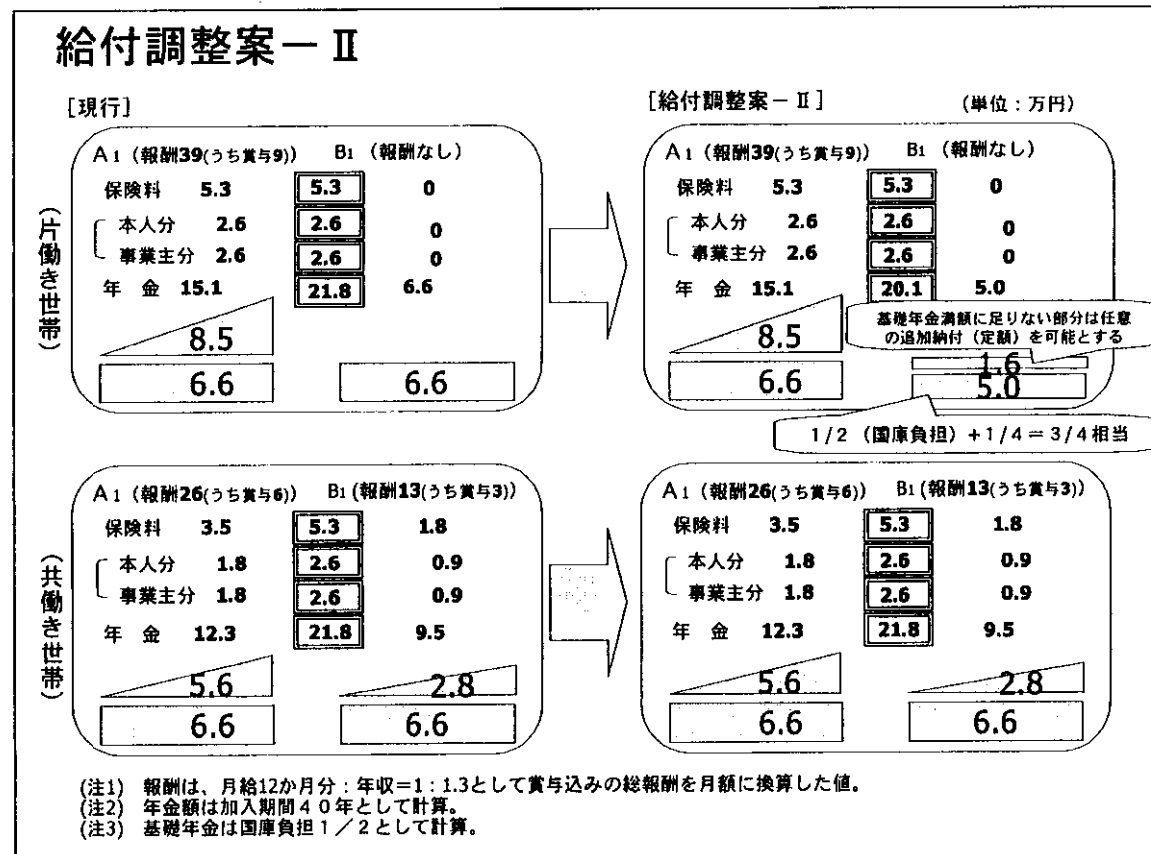 給付調整案－Ⅱ
[現行]
[給付調整案－Ⅱ]
(単位：万円)
(片働き世帯)
A1（報酬39(うち賞与9)） B1 （報酬なし）
保険料 5.3 5.3 0
本人分 2.6 2.6 0
事業主分 2.6 2.6 0
年 金 15.1 21.8 6.6
8.5
6.6 6.6
A1（報酬39(うち賞与9)） B1 （報酬なし）
保険料 5.3 5.3 0
本人分 2.6 2.6 0
事業主分 2.6 2.6 0
年 金 15.1 20.1 5.0
基礎年金満額に足りない部分は任意
の追加納付（定額）を可能とする
8.5
1.6
6.6 5.0
1/2 （国庫負担）+1/4＝3/4相当
(共働き世帯)
A1（報酬26(うち賞与6)） B1(報酬13(うち賞与3))
保険料 3.5 5.3 1.8
本人分 1.8 2.6 0.9
事業主分 1.8 2.6 0.9
年 金 12.3 21.8 9.5
5.6 2.8
6.6 6.6
A1（報酬26(うち賞与6)） B1(報酬13(うち賞与3))
保険料 3.5 5.3 1.8
本人分 1.8 2.6 0.9
事業主分 1.8 2.6 0.9
年 金 12.3 21.8 9.5
5.6 2.8
6.6 6.6
(注1) 報酬は、月給12か月分：年収＝1：1.3として賞与込みの総報酬を月額に換算した値。
(注2) 年金額は加入期間４０年として計算。
(注3) 基礎年金は国庫負担１／２として計算。